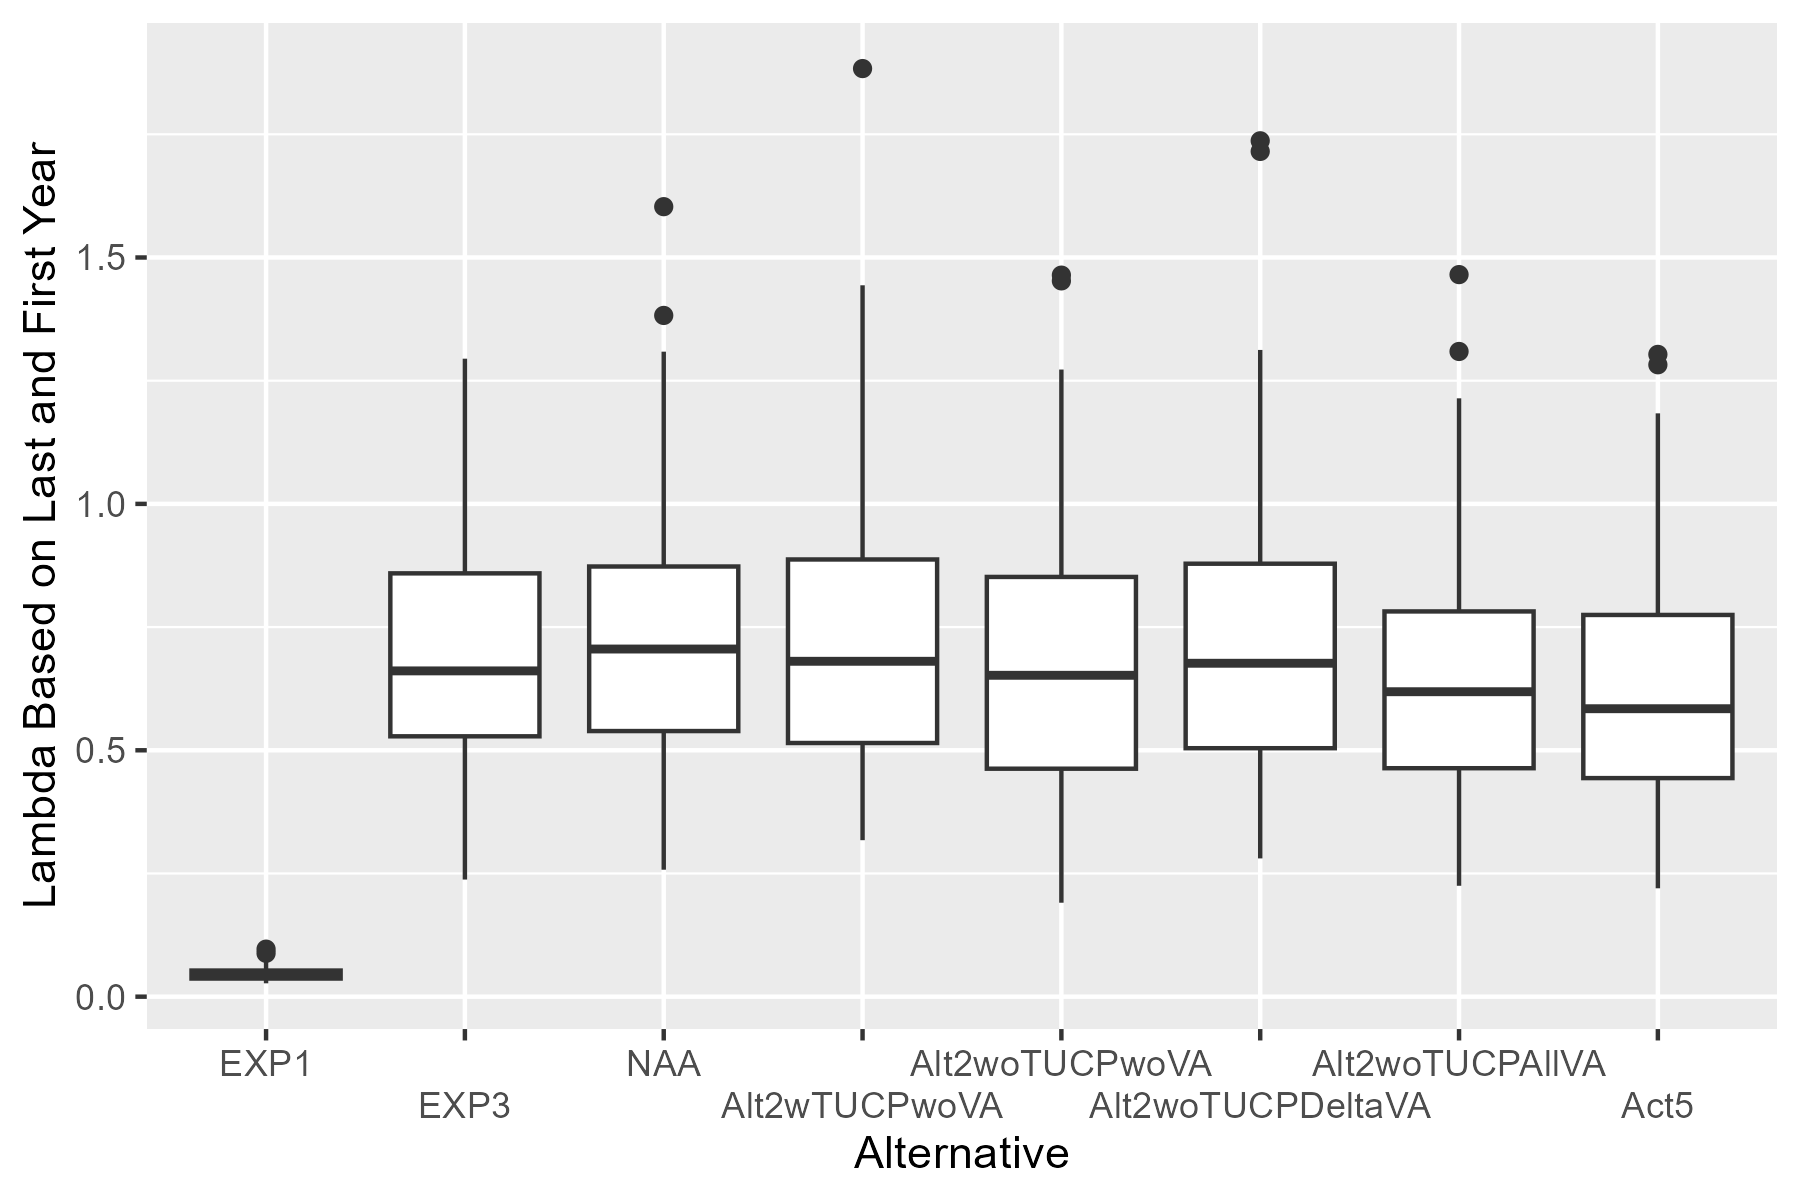 Lambda Based on Last and First Year
1.5
1.0
0.5
0.0
EXP1
EXP3
NAA
Alt2wTUCPwoVA
Alt2woTUCPwoVA
Alt2woTUCPDeltaVA
Alt2woTUCPAllVA
Act5
Alternative